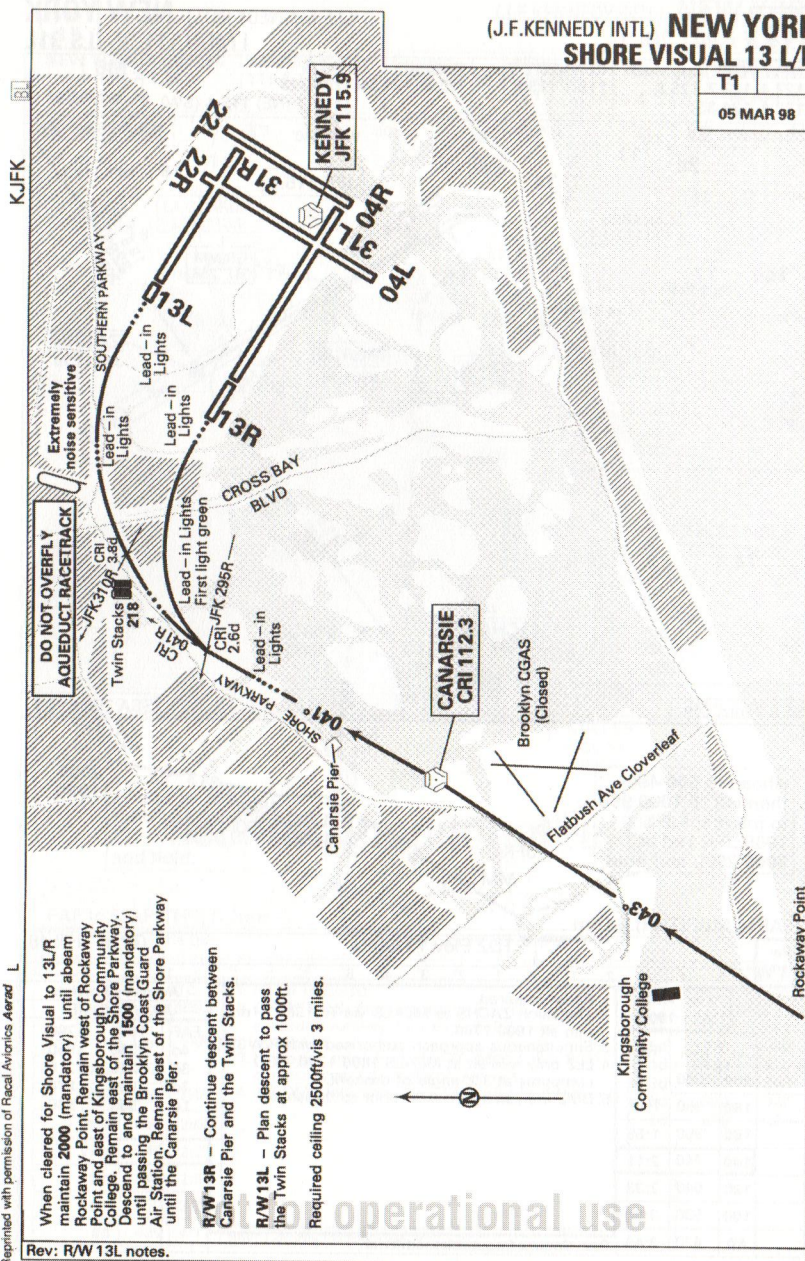 (J.F.KENNEDY INTL) NEW YORK
SHORE VISUAL 13 L/
T1
05 MAR 98
KJFK
BL
Reprinted with permission of Racal Avionics Aerad L
When cleared for Shore Visual to 13L/R
maintain 2000 (mandatory) until abeam
Rockaway Point. Remain west of Rockaway
Point and east of Kingsborough Community
College. Remain east of the Shore Parkway.
Descend to and maintain 1500 (mandatory)
until passing the Brooklyn Coast Guard
Air Station. Remain east of the Shore Parkway
until the Canarsie Pier.
R/W 13R – Continue descent between
Canarsie Pier and the Twin Stacks.
R/W 13L – Plan descent to pass
the Twin Stacks at approx 1000ft.
Required ceiling 2500ft/vis 3 miles.
DO NOT OVERFLY
AQUEDUCT RACETRACK
Extremely
noise sensitive
SOUTHERN PARKWAY
KENNEDY
JFK 115.9
22L
22R
31R
31L
04R
04L
13L
13R
Lead – in
Lights
Lead – in
Lights
Lead – in
Lights
Lead – in Lights
First light green
Lead – in
Lights
CROSS BAY
BLVD
JFK 310R
CRI
3.8d
Twin Stacks
218
CRI
041R
JFK 295R
CRI
2.6d
SHORE PARKWAY
041°
CANARSIE
CRI 112.3
Canarsie Pier
Brooklyn CGAS
(Closed)
Flatbush Ave Cloverleaf
043°
Kingsborough
Community College
Rockaway Point
N
Not for operational use
Rev: R/W 13L notes.